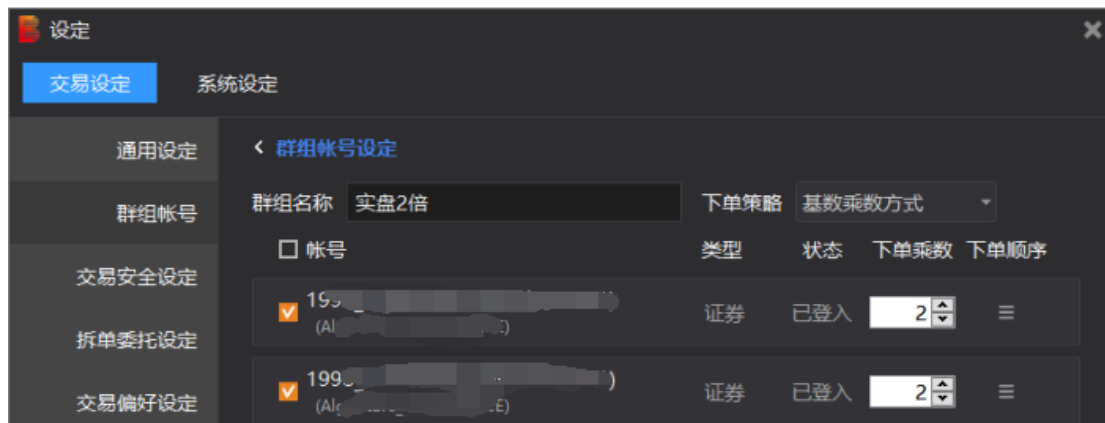 设定
交易设定 系统设定
通用设定
群组帐号
交易安全设定
拆单委托设定
交易偏好设定
群组帐号设定
群组名称 实盘2倍 下单策略 基数乘数方式
帐号 类型 状态 下单乘数 下单顺序
证券 已登入 2
证券 已登入 2